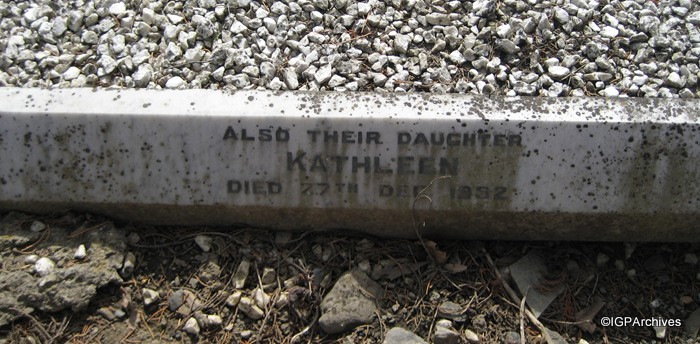 ALSO THEIR DAUGHTER
KATHLEEN
DIED 27TH DEC 1932
©IGPArchives